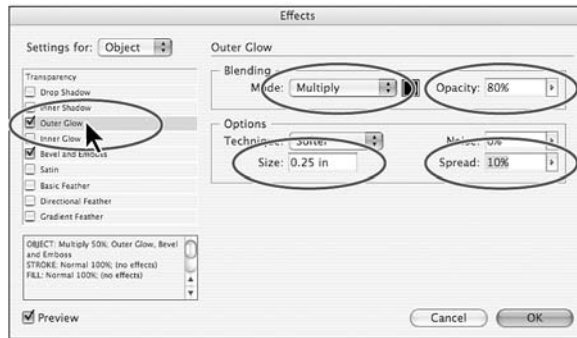 Effects
Settings for: Object
Outer Glow
Transparency
Drop Shadow
Inner Shadow
Outer Glow
Inner Glow
Bevel and Emboss
Satin
Basic Feather
Directional Feather
Gradient Feather
OBJECT: Multiply 50%; Outer Glow, Bevel
and Emboss
STROKE: Normal 100%; (no effects)
FILL: Normal 100%; (no effects)
Preview
Blending
Mode: Multiply
Opacity: 80%
Options
Technique: Softer
Noise: 0%
Size: 0.25 in
Spread: 10%
Cancel
OK